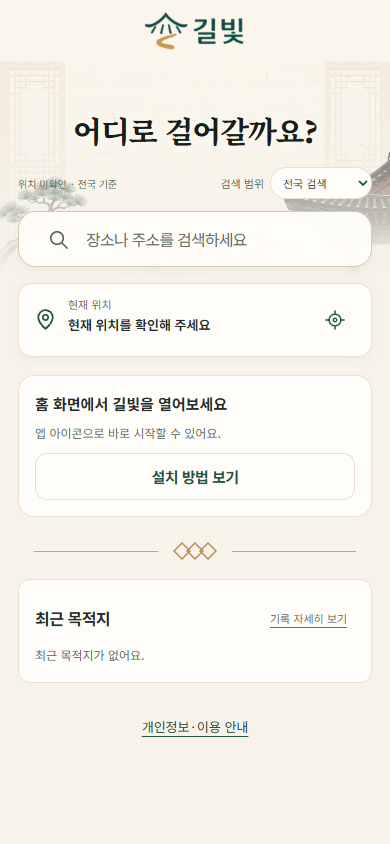 길빛
어디로 걸어갈까요?
위치 미확인 · 전국 기준
검색 범위
전국 검색
장소나 주소를 검색하세요
현재 위치
현재 위치를 확인해 주세요
홈 화면에서 길빛을 열어보세요
앱 아이콘으로 바로 시작할 수 있어요.
설치 방법 보기
최근 목적지
기록 자세히 보기
최근 목적지가 없어요.
개인정보·이용 안내